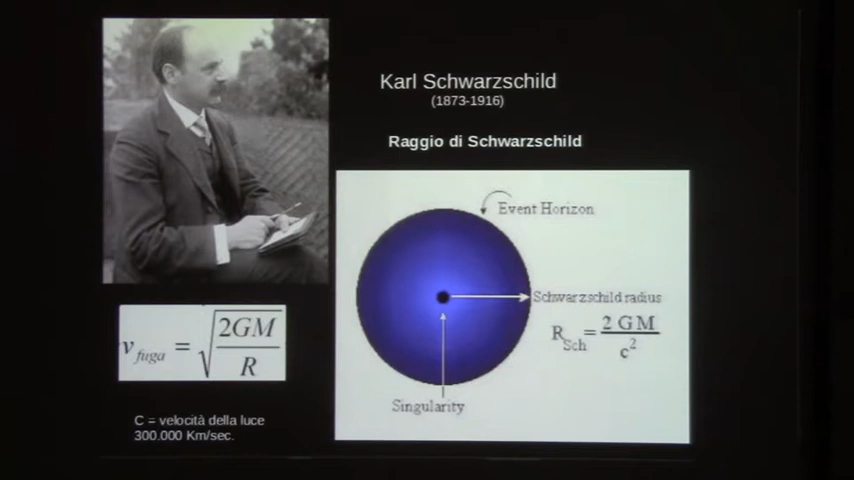 Karl Schwarzschild
(1873-1916)
Raggio di Schwarzschild
Event Horizon
Schwarzschild radius
R_Sch = 2 G M / c²
Singularity
v_fuga = √(2GM / R)
C = velocità della luce
300.000 Km/sec.